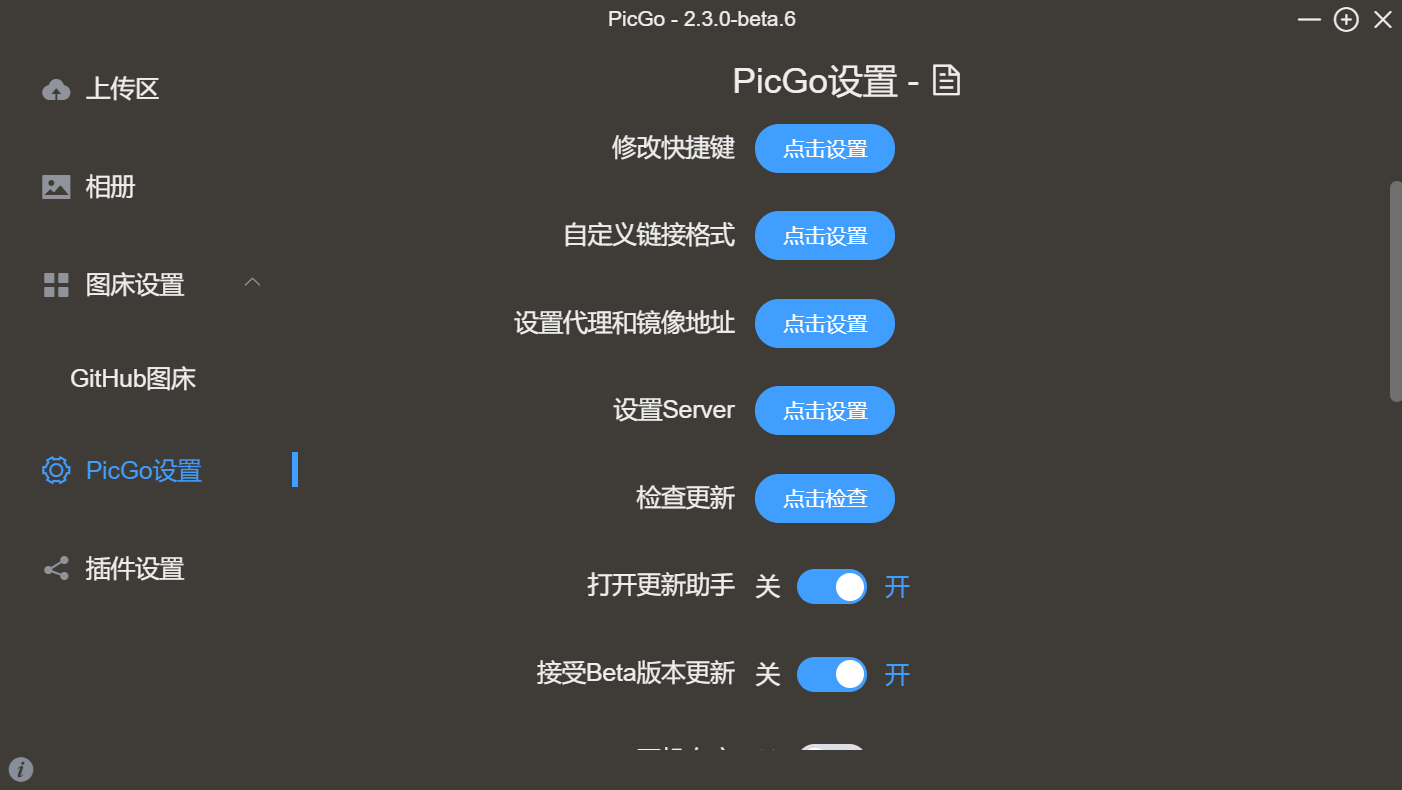 PicGo - 2.3.0-beta.6
上传区
相册
图床设置
GitHub图床
PicGo设置
插件设置
PicGo设置 -
修改快捷键 点击设置
自定义链接格式 点击设置
设置代理和镜像地址 点击设置
设置Server 点击设置
检查更新 点击检查
打开更新助手 关 开
接受Beta版本更新 关 开